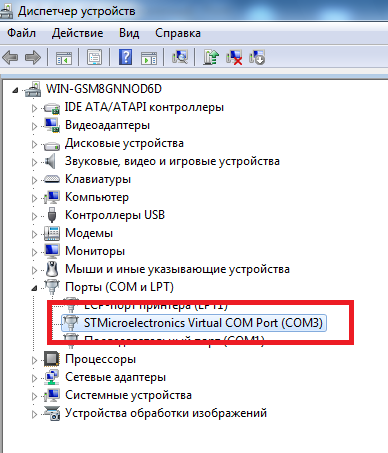 Диспетчер устройств
Файл Действие Вид Справка
WIN-GSM8GNNOD6D
IDE ATA/ATAPI контроллеры
Видеоадаптеры
Дисковые устройства
Звуковые, видео и игровые устройства
Клавиатуры
Компьютер
Контроллеры USB
Модемы
Мониторы
Мыши и иные указывающие устройства
Порты (COM и LPT)
ECP-порт принтера (LPT1)
STMicroelectronics Virtual COM Port (COM3)
Последовательный порт (COM1)
Процессоры
Сетевые адаптеры
Системные устройства
Устройства обработки изображений